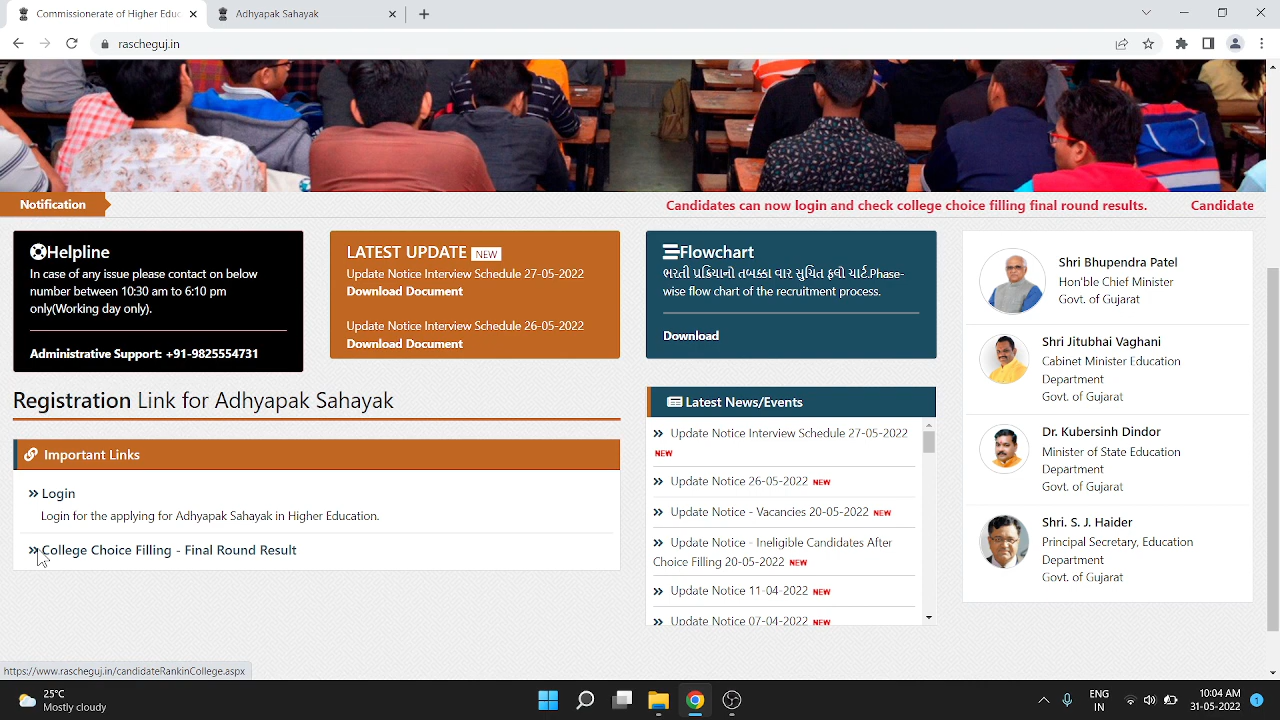 Commissionerate of Higher Educ
Adhyapak Sahayak
rascheguj.in
Notification
Candidates can now login and check college choice filling final round results.
Candidate
Helpline
In case of any issue please contact on below
number between 10:30 am to 6:10 pm
only(Working day only).
Administrative Support: +91-9825554731
LATEST UPDATE NEW
Update Notice Interview Schedule 27-05-2022
Download Document
Update Notice Interview Schedule 26-05-2022
Download Document
Flowchart
ભરતી પ્રક્રિયાની તબક્કા વાર સૂચિત ફ્લો ચાર્ટ.Phase-
wise flow chart of the recruitment process.
Download
Registration Link for Adhyapak Sahayak
Important Links
Login
Login for the applying for Adhyapak Sahayak in Higher Education.
College Choice Filling - Final Round Result
Latest News/Events
Update Notice Interview Schedule 27-05-2022
NEW
Update Notice 26-05-2022 NEW
Update Notice - Vacancies 20-05-2022 NEW
Update Notice - Ineligible Candidates After
Choice Filling 20-05-2022 NEW
Update Notice 11-04-2022 NEW
Update Notice 07-04-2022 NEW
Shri Bhupendra Patel
Hon'ble Chief Minister
Govt. of Gujarat
Shri Jitubhai Vaghani
Cabinet Minister Education
Department
Govt. of Gujarat
Dr. Kubersinh Dindor
Minister of State Education
Department
Govt. of Gujarat
Shri. S. J. Haider
Principal Secretary, Education
Department
Govt. of Gujarat
https://www.rascheguj.in/candidateRankinCollege.aspx
25°C
Mostly cloudy
ENG
IN
10:04 AM
31-05-2022
1